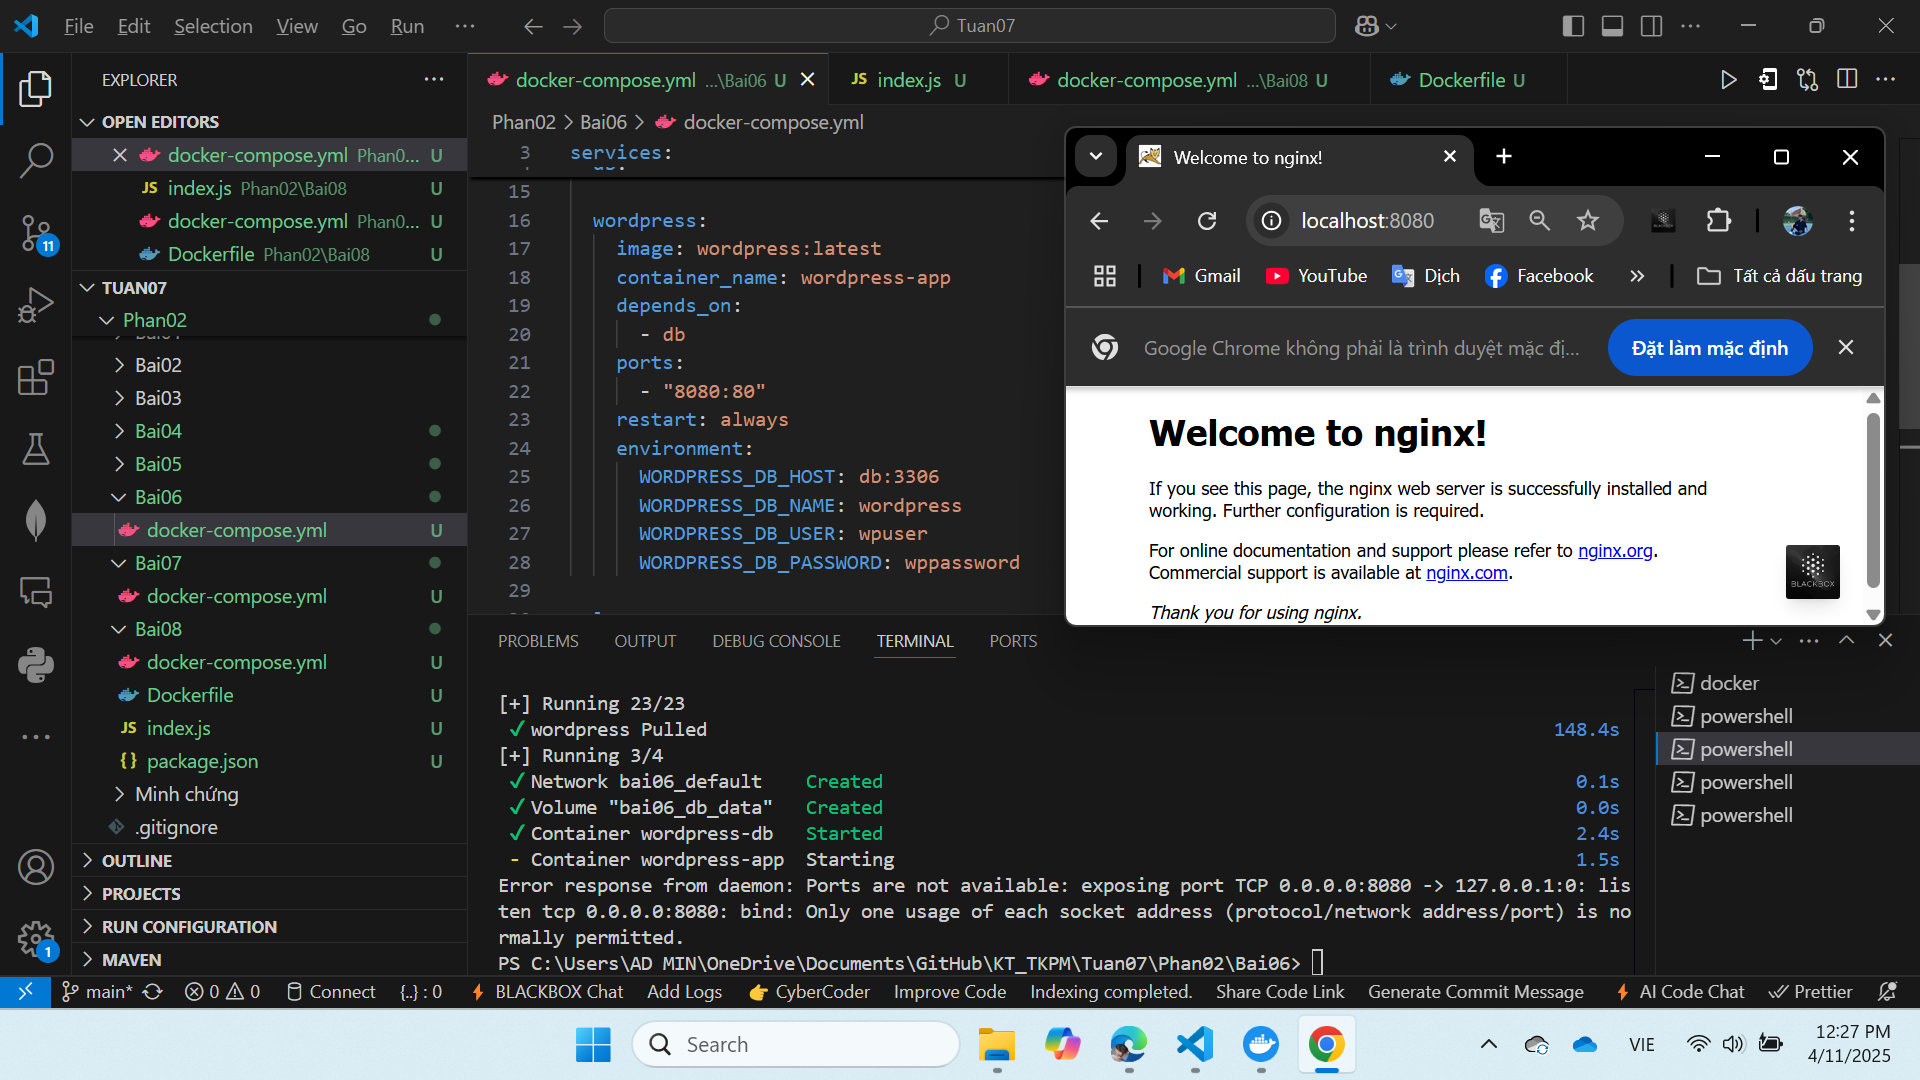 File Edit Selection View Go Run ··· Tuan07
EXPLORER
OPEN EDITORS
docker-compose.yml Phan0... U
index.js Phan02\Bai08 U
docker-compose.yml Phan0... U
Dockerfile Phan02\Bai08 U
TUAN07
Phan02
Bai02
Bai03
Bai04
Bai05
Bai06
docker-compose.yml U
Bai07
docker-compose.yml U
Bai08
docker-compose.yml U
Dockerfile U
JS index.js U
{} package.json U
Minh chứng
.gitignore
OUTLINE
PROJECTS
RUN CONFIGURATION
MAVEN
11
1
docker-compose.yml ...\Bai06 U
JS index.js U
docker-compose.yml ...\Bai08 U
Dockerfile U
Phan02 > Bai06 > docker-compose.yml
3 services:
15
16 wordpress:
17 image: wordpress:latest
18 container_name: wordpress-app
19 depends_on:
20 - db
21 ports:
22 - "8080:80"
23 restart: always
24 environment:
25 WORDPRESS_DB_HOST: db:3306
26 WORDPRESS_DB_NAME: wordpress
27 WORDPRESS_DB_USER: wpuser
28 WORDPRESS_DB_PASSWORD: wppassword
29
Welcome to nginx!
localhost:8080
Gmail YouTube Dịch Facebook » Tất cả dấu trang
Google Chrome không phải là trình duyệt mặc đị... Đặt làm mặc định
Welcome to nginx!
If you see this page, the nginx web server is successfully installed and
working. Further configuration is required.
For online documentation and support please refer to nginx.org.
Commercial support is available at nginx.com.
Thank you for using nginx.
BLACKBOX
PROBLEMS OUTPUT DEBUG CONSOLE TERMINAL PORTS
[+] Running 23/23
✓ wordpress Pulled 148.4s
[+] Running 3/4
✓ Network bai06_default Created 0.1s
✓ Volume "bai06_db_data" Created 0.0s
✓ Container wordpress-db Started 2.4s
- Container wordpress-app Starting 1.5s
Error response from daemon: Ports are not available: exposing port TCP 0.0.0.0:8080 -> 127.0.0.1:0: lis
ten tcp 0.0.0.0:8080: bind: Only one usage of each socket address (protocol/network address/port) is no
rmally permitted.
PS C:\Users\AD MIN\OneDrive\Documents\GitHub\KT_TKPM\Tuan07\Phan02\Bai06>
docker
powershell
powershell
powershell
powershell
main* 0 0 Connect {..} : 0 BLACKBOX Chat Add Logs CyberCoder Improve Code Indexing completed. Share Code Link Generate Commit Message AI Code Chat Prettier
Search
VIE
12:27 PM
4/11/2025